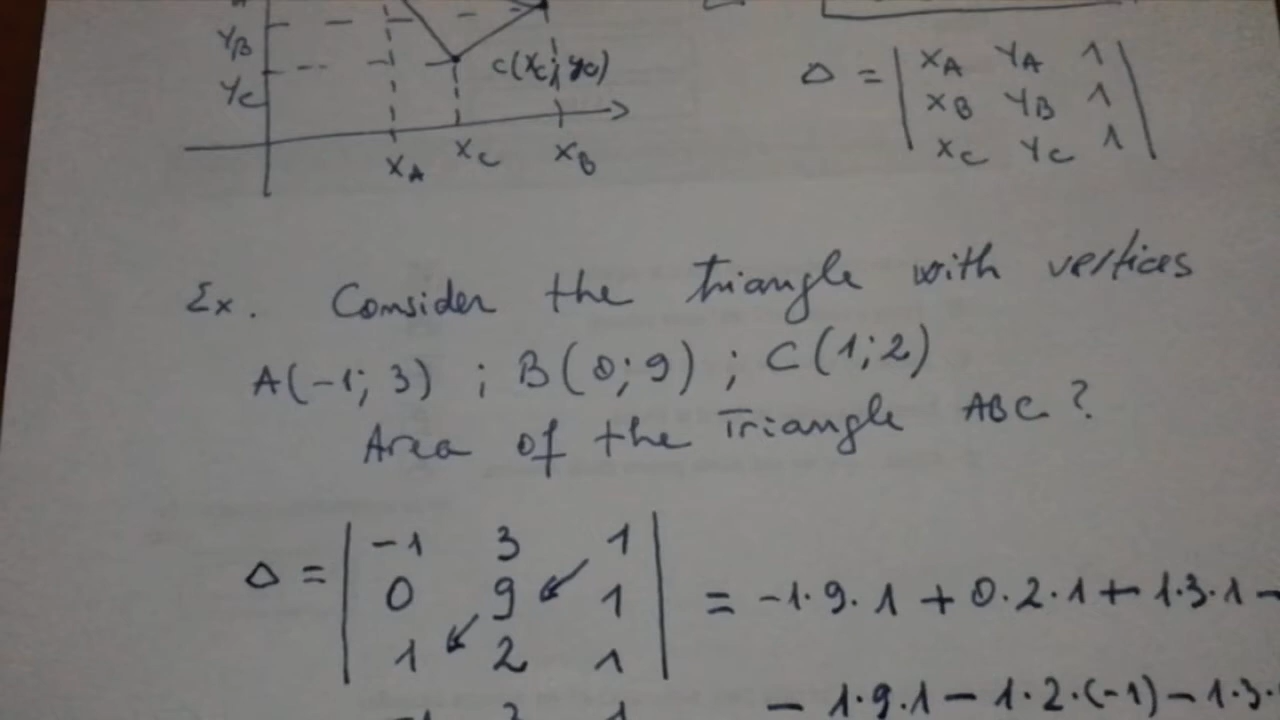 YB
YC
C(xC; yC)
xA xC xB
Δ = | xA yA 1 |
| xB yB 1 |
| xC yC 1 |
Ex. Consider the triangle with vertices
A(-1; 3) ; B(0; 9) ; C(1; 2)
Area of the Triangle ABC?
Δ = | -1 3 1 |
| 0 9 1 | = -1·9·1 + 0·2·1 + 1·3·1 -
| 1 2 1 |
- 1·9·1 - 1·2·(-1) - 1·3·
-1 3 1